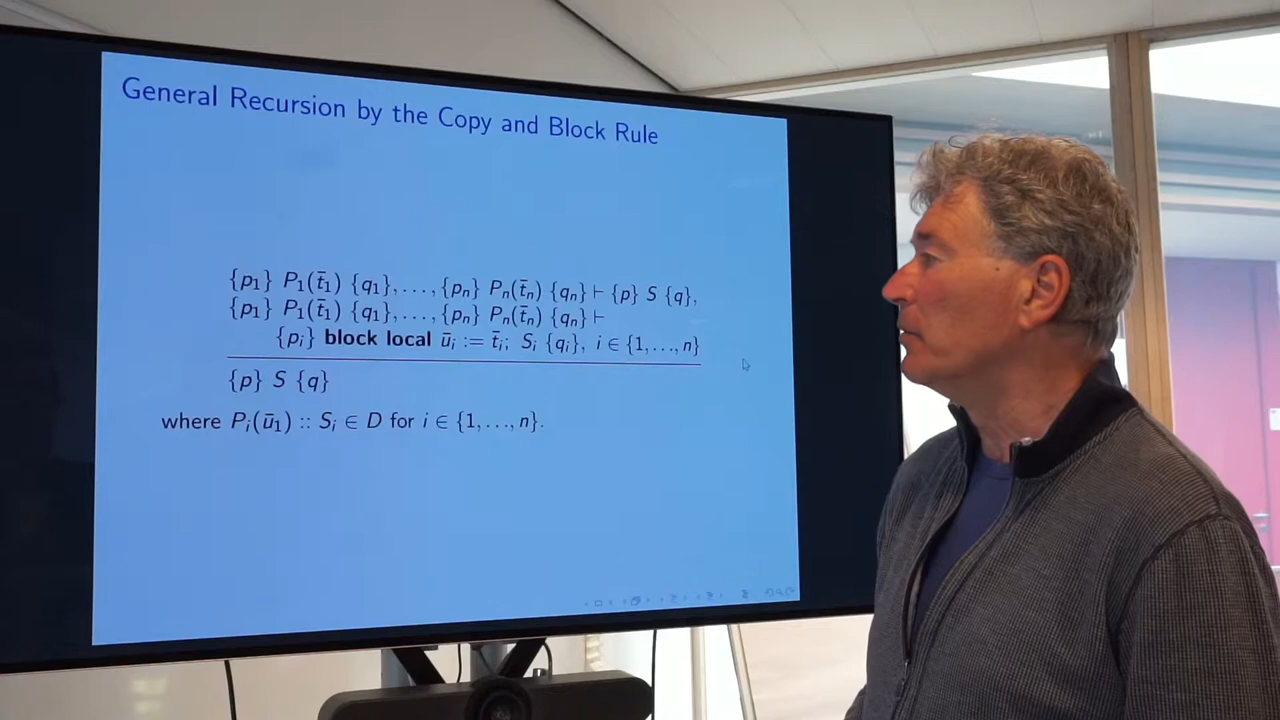 General Recursion by the Copy and Block Rule
{p₁} P₁(t̄₁) {q₁},…,{pₙ} Pₙ(t̄ₙ) {qₙ} ⊢ {p} S {q},
{p₁} P₁(t̄₁) {q₁},…,{pₙ} Pₙ(t̄ₙ) {qₙ} ⊢
{pᵢ} block local ūᵢ := t̄ᵢ; Sᵢ {qᵢ}, i ∈ {1,…,n}
{p} S {q}
where Pᵢ(ū₁) :: Sᵢ ∈ D for i ∈ {1,…,n}.